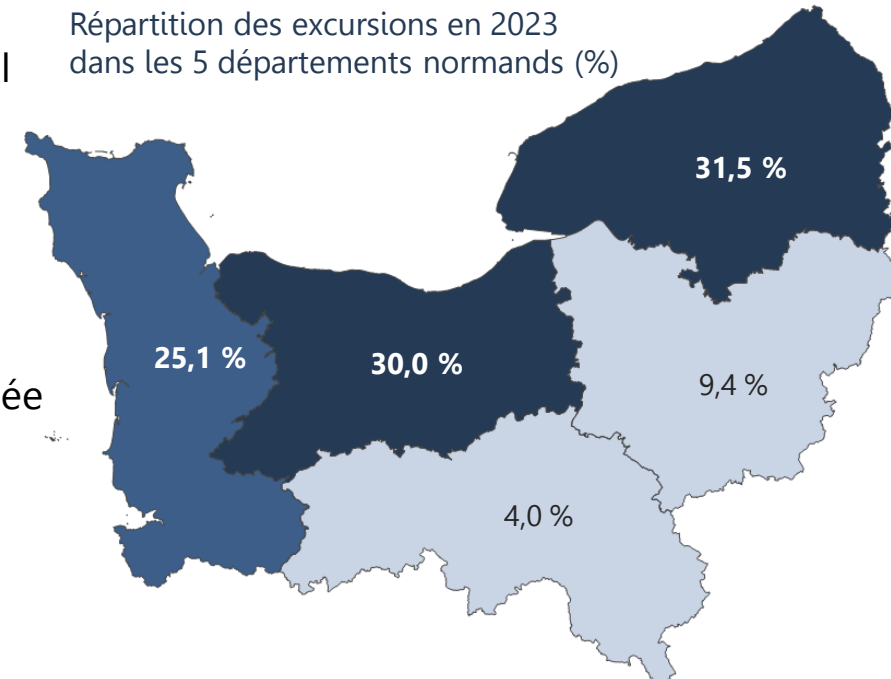 Répartition des excursions en 2023
l
dans les 5 départements normands (%)
31,5 %
25,1 %
30,0 %
9,4 %
ée
4,0 %